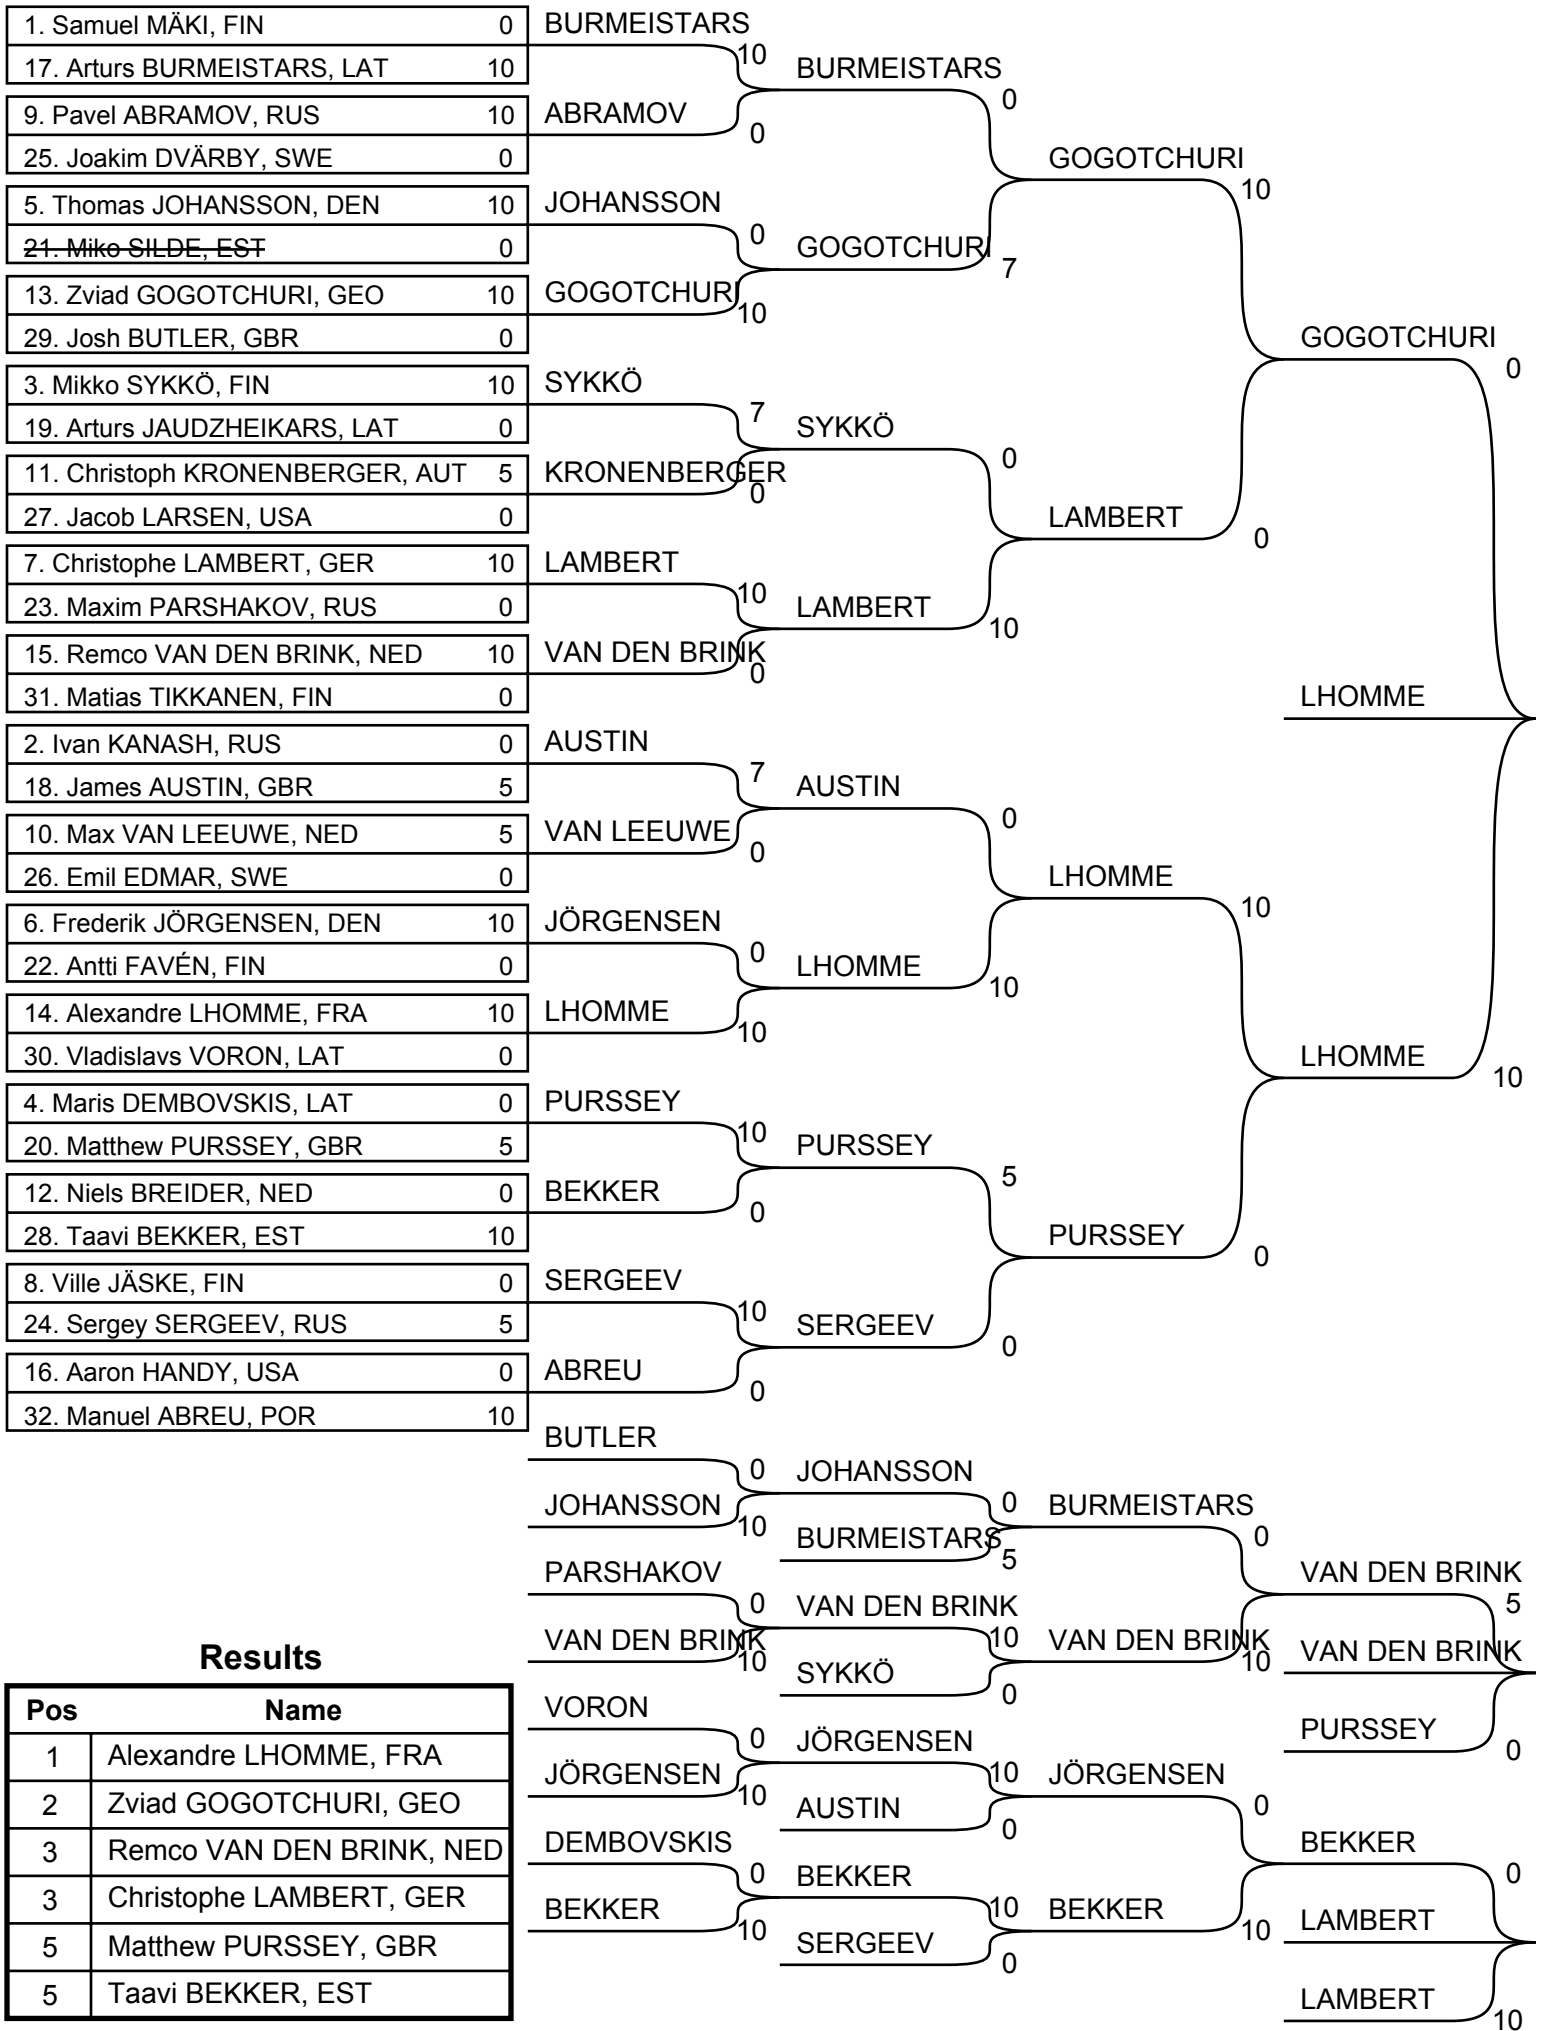 1. Samuel MÄKI, FIN 0
17. Arturs BURMEISTARS, LAT 10
9. Pavel ABRAMOV, RUS 10
25. Joakim DVÄRBY, SWE 0
5. Thomas JOHANSSON, DEN 10
21. Miko SILDE, EST 0
13. Zviad GOGOTCHURI, GEO 10
29. Josh BUTLER, GBR 0
3. Mikko SYKKÖ, FIN 10
19. Arturs JAUDZHEIKARS, LAT 0
11. Christoph KRONENBERGER, AUT 5
27. Jacob LARSEN, USA 0
7. Christophe LAMBERT, GER 10
23. Maxim PARSHAKOV, RUS 0
15. Remco VAN DEN BRINK, NED 10
31. Matias TIKKANEN, FIN 0
2. Ivan KANASH, RUS 0
18. James AUSTIN, GBR 5
10. Max VAN LEEUWE, NED 5
26. Emil EDMAR, SWE 0
6. Frederik JÖRGENSEN, DEN 10
22. Antti FAVÉN, FIN 0
14. Alexandre LHOMME, FRA 10
30. Vladislavs VORON, LAT 0
4. Maris DEMBOVSKIS, LAT 0
20. Matthew PURSSEY, GBR 5
12. Niels BREIDER, NED 0
28. Taavi BEKKER, EST 10
8. Ville JÄSKE, FIN 0
24. Sergey SERGEEV, RUS 5
16. Aaron HANDY, USA 0
32. Manuel ABREU, POR 10
BURMEISTARS 10
ABRAMOV 0
JOHANSSON 0
GOGOTCHURI 10
SYKKÖ 7
KRONENBERGER 0
LAMBERT 10
VAN DEN BRINK 0
AUSTIN 7
VAN LEEUWE 0
JÖRGENSEN 0
LHOMME 10
PURSSEY 10
BEKKER 0
SERGEEV 10
ABREU 0
BURMEISTARS 0
GOGOTCHURI 7
SYKKÖ 0
LAMBERT 10
AUSTIN 0
LHOMME 10
PURSSEY 5
SERGEEV 0
GOGOTCHURI 10
LAMBERT 0
LHOMME 10
PURSSEY 0
GOGOTCHURI 0
LHOMME
LHOMME 10
BUTLER 0
JOHANSSON 10
PARSHAKOV 0
VAN DEN BRINK 10
VORON 0
JÖRGENSEN 10
DEMBOVSKIS 0
BEKKER 10
JOHANSSON 0
BURMEISTARS 5
VAN DEN BRINK 10
SYKKÖ 0
JÖRGENSEN 10
AUSTIN 0
BEKKER 10
SERGEEV 0
BURMEISTARS 0
VAN DEN BRINK 10
JÖRGENSEN 0
BEKKER 10
VAN DEN BRINK 5
VAN DEN BRINK
PURSSEY 0
BEKKER 0
LAMBERT
LAMBERT 10
Results
Pos Name
1 Alexandre LHOMME, FRA
2 Zviad GOGOTCHURI, GEO
3 Remco VAN DEN BRINK, NED
3 Christophe LAMBERT, GER
5 Matthew PURSSEY, GBR
5 Taavi BEKKER, EST